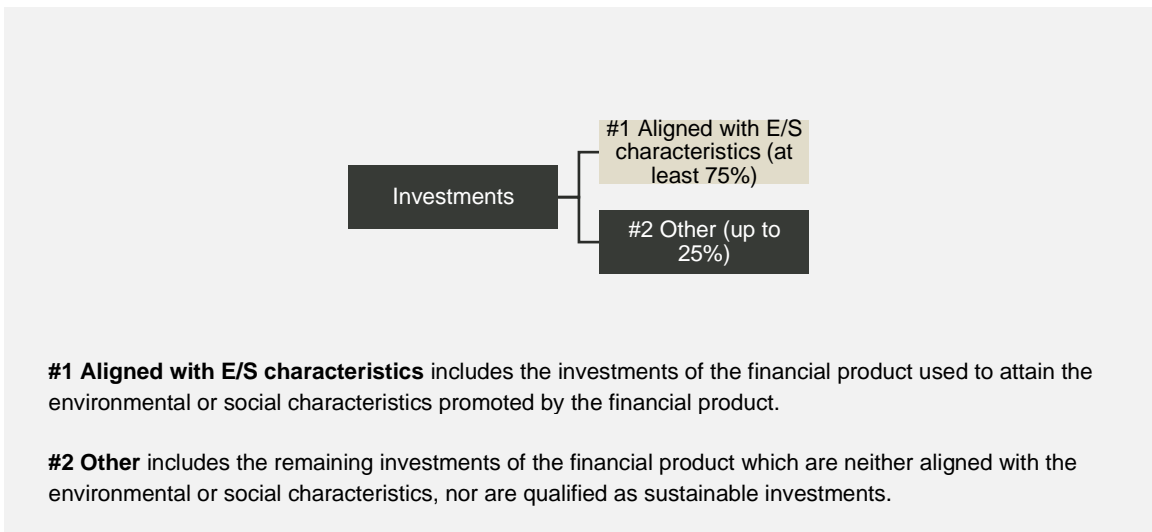 #1 Aligned with E/S
characteristics (at
least 75%)
Investments
#2 Other (up to
25%)
#1 Aligned with E/S characteristics includes the investments of the financial product used to attain the
environmental or social characteristics promoted by the financial product.
#2 Other includes the remaining investments of the financial product which are neither aligned with the
environmental or social characteristics, nor are qualified as sustainable investments.